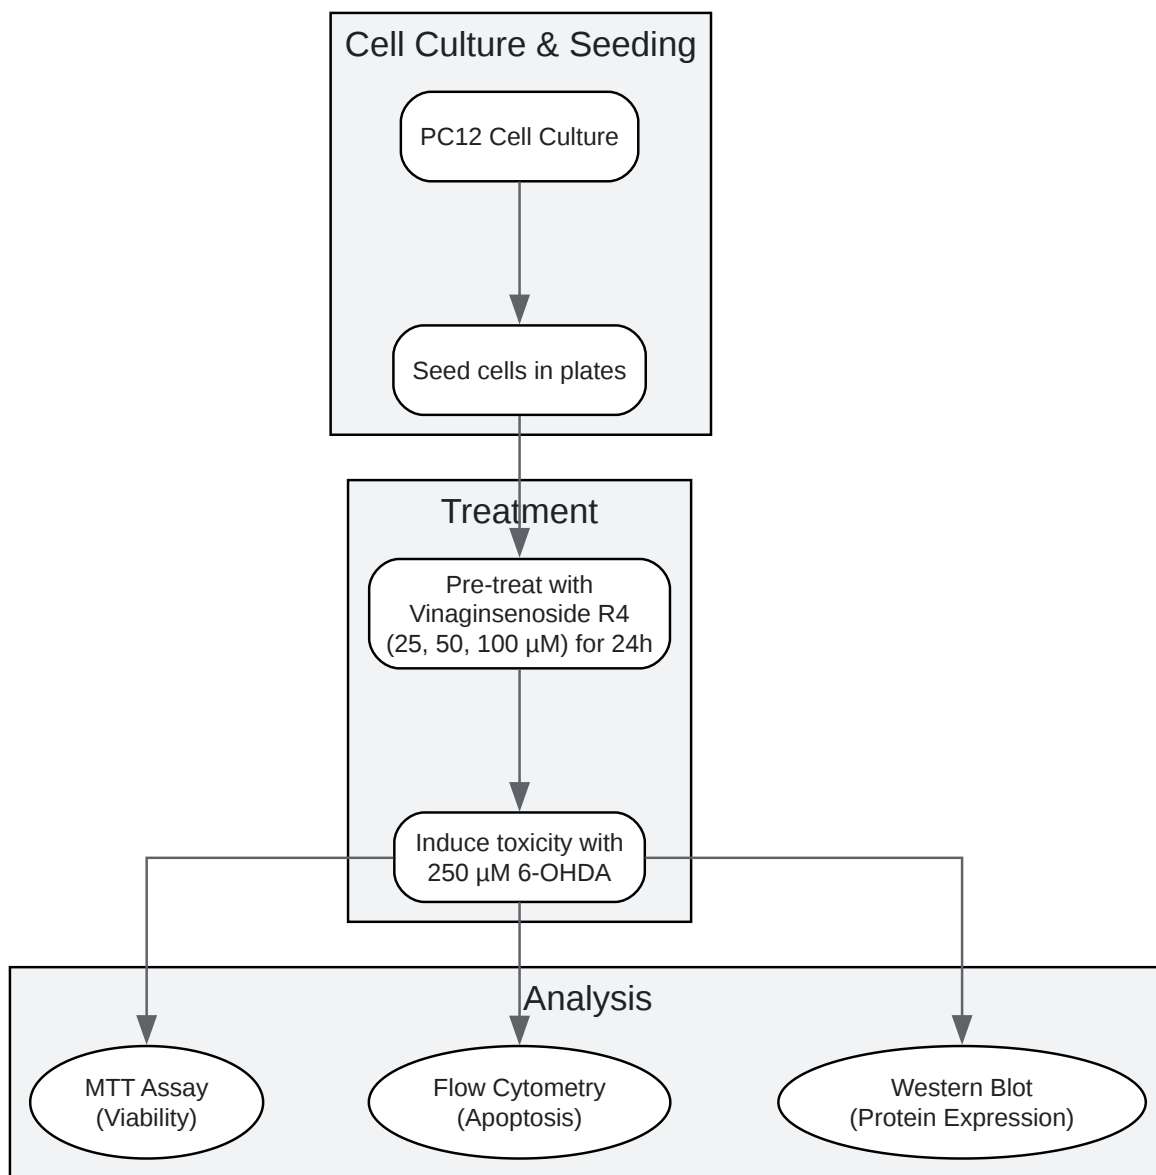 Cell Culture & Seeding
PC12 Cell Culture
Seed cells in plates
Treatment
Pre-treat with
Vinaginsenoside R4
(25, 50, 100 µM) for 24h
Induce toxicity with
250 µM 6-OHDA
Analysis
MTT Assay
(Viability)
Flow Cytometry
(Apoptosis)
Western Blot
(Protein Expression)